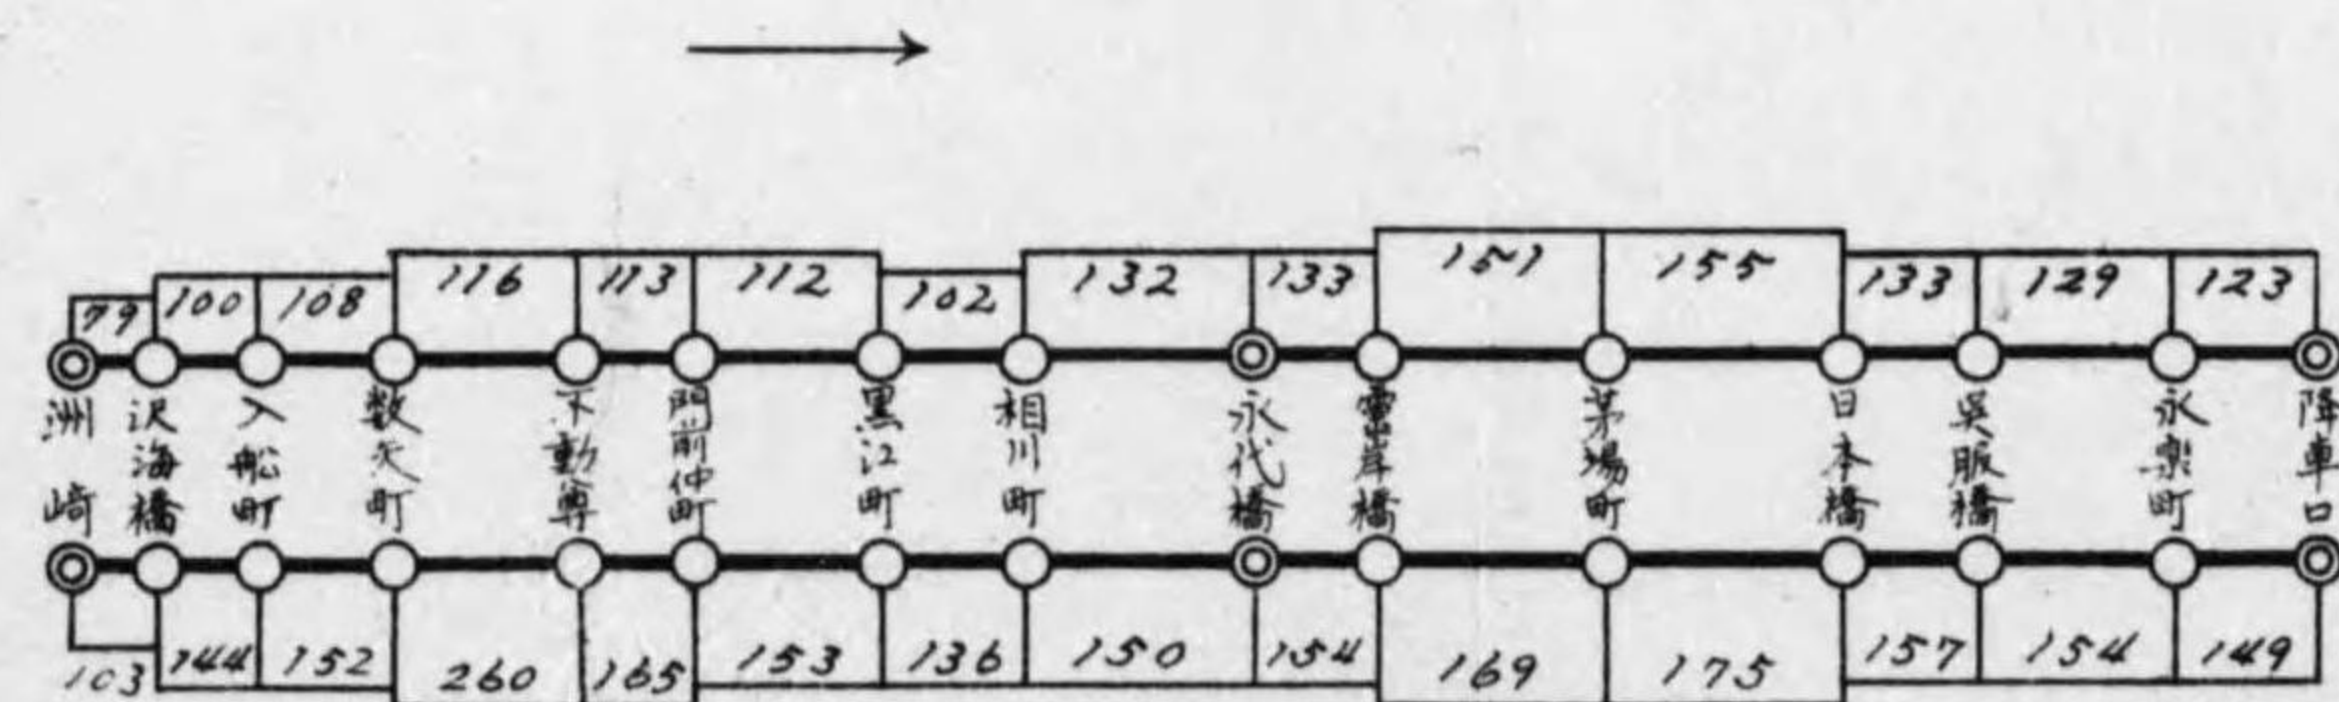 79 100 108 116 113 112 102 132 133 151 155 133 129 123
洲崎
沢海橋
入船町
数矢町
不動尊
門前仲町
黒江町
相川町
永代橋
霊岸橋
茅場町
日本橋
呉服橋
永楽町
降車口
103 144 152 260 165 153 136 150 154 169 175 157 154 149